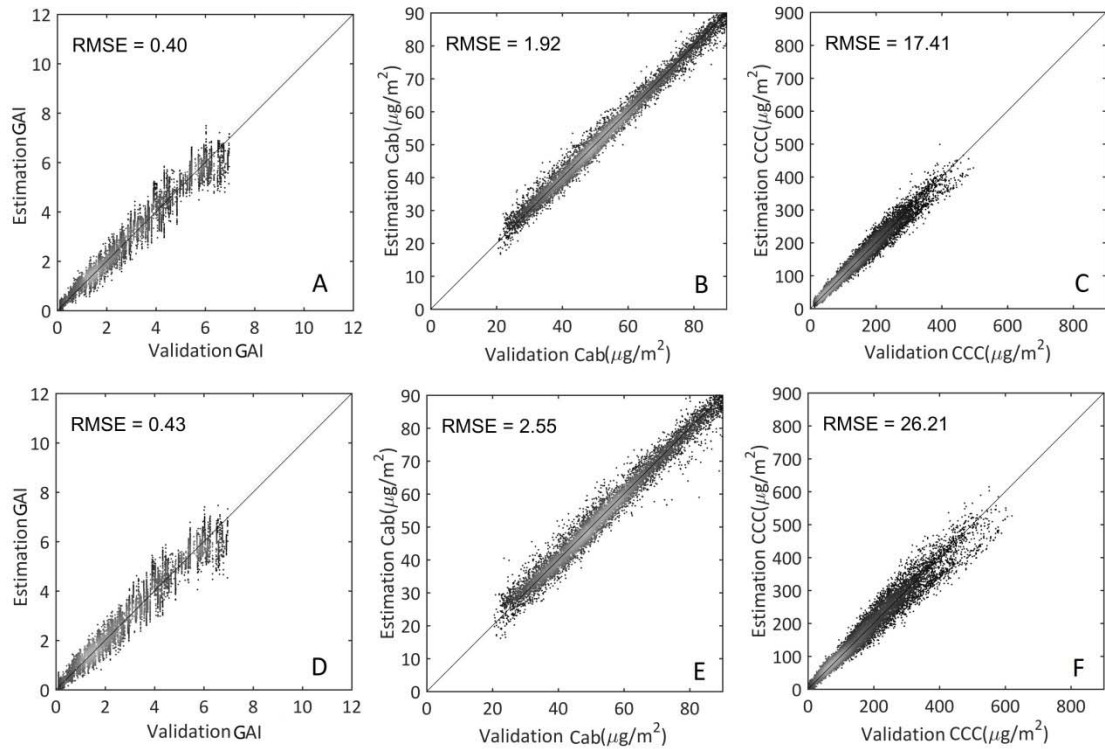 RMSE = 0.40
12
10
8
6
4
2
0
Estimation GAI
0 2 4 6 8 10 12
Validation GAI
A
RMSE = 1.92
90
80
70
60
50
40
30
20
10
0
Estimation Cab(μg/m²)
0 20 40 60 80
Validation Cab(μg/m²)
B
RMSE = 17.41
900
800
700
600
500
400
300
200
100
0
Estimation CCC(μg/m²)
0 200 400 600 800
Validation CCC(μg/m²)
C
RMSE = 0.43
12
10
8
6
4
2
0
Estimation GAI
0 2 4 6 8 10 12
Validation GAI
D
RMSE = 2.55
90
80
70
60
50
40
30
20
10
0
Estimation Cab(μg/m²)
20 40 60 80
Validation Cab(μg/m²)
E
RMSE = 26.21
900
800
700
600
500
400
300
200
100
0
Estimation CCC(μg/m²)
0 200 400 600 800
Validation CCC(μg/m²)
F